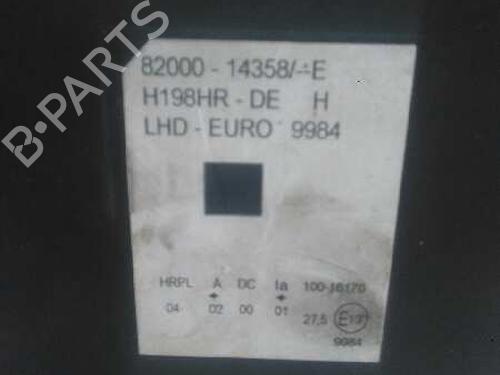 B-PARTS
82000 - 14358/-E
H198HR - DE H
LHD - EURO 9984
HRPL A DC Ia 100-16170
04 02 00 01 27,5 E13
9984